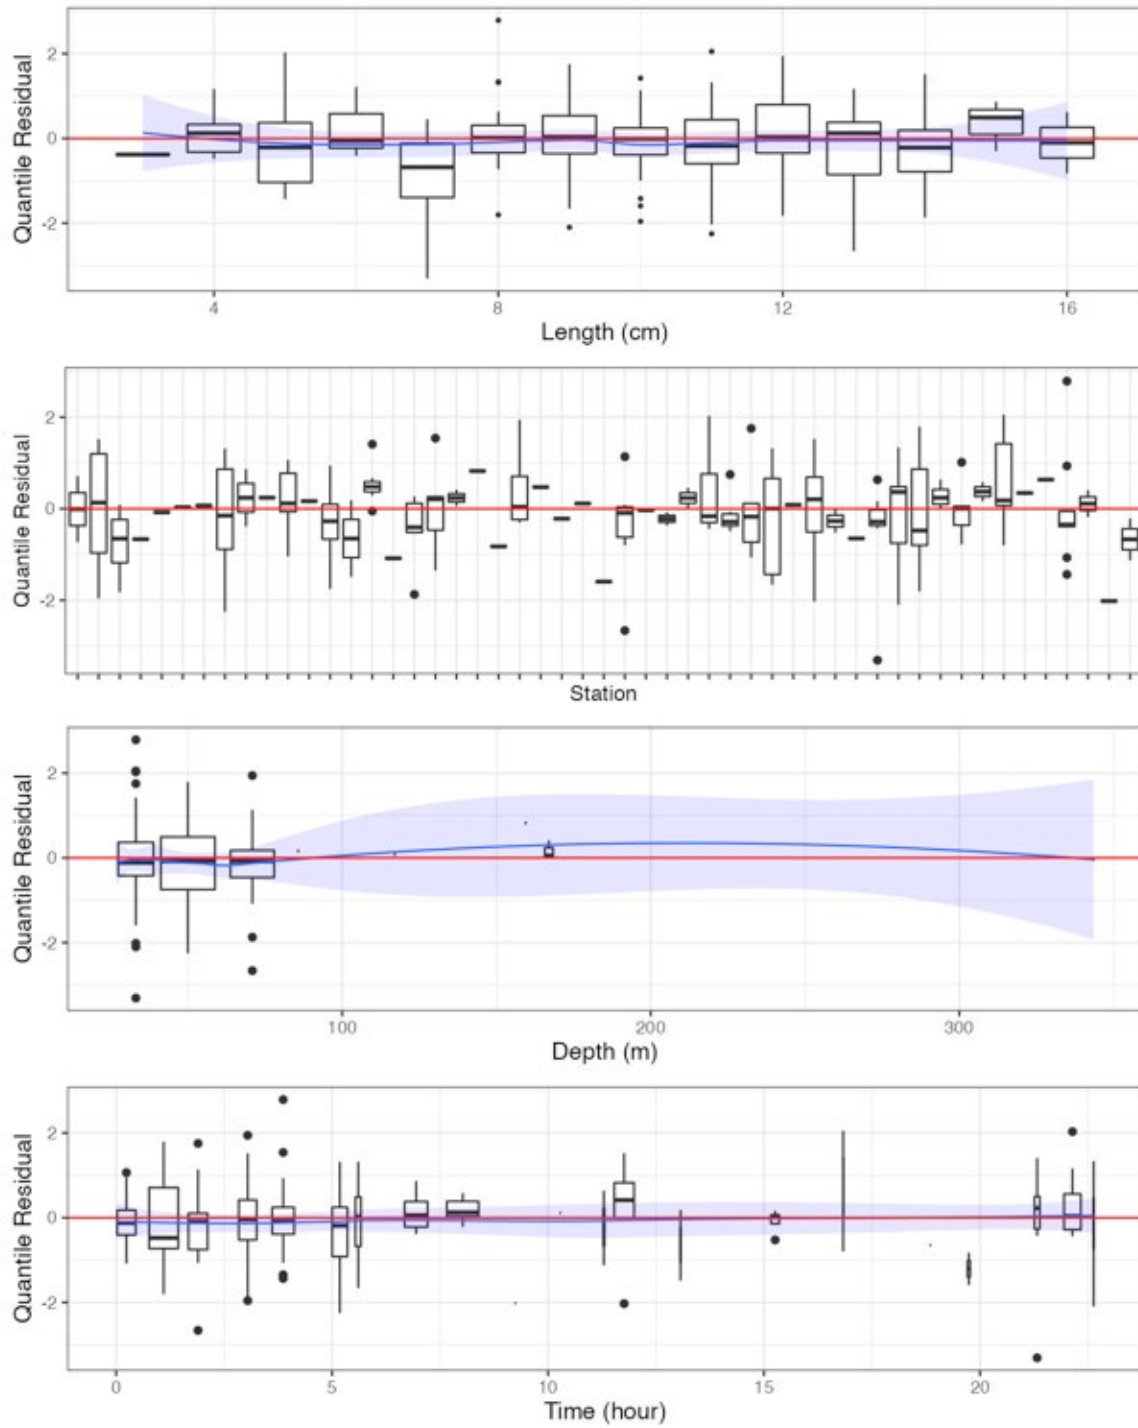 Quantile Residual
2
0
-2
4 8 12 16
Length (cm)
Quantile Residual
2
0
-2
Station
Quantile Residual
2
0
-2
100 200 300
Depth (m)
Quantile Residual
2
0
-2
0 5 10 15 20
Time (hour)